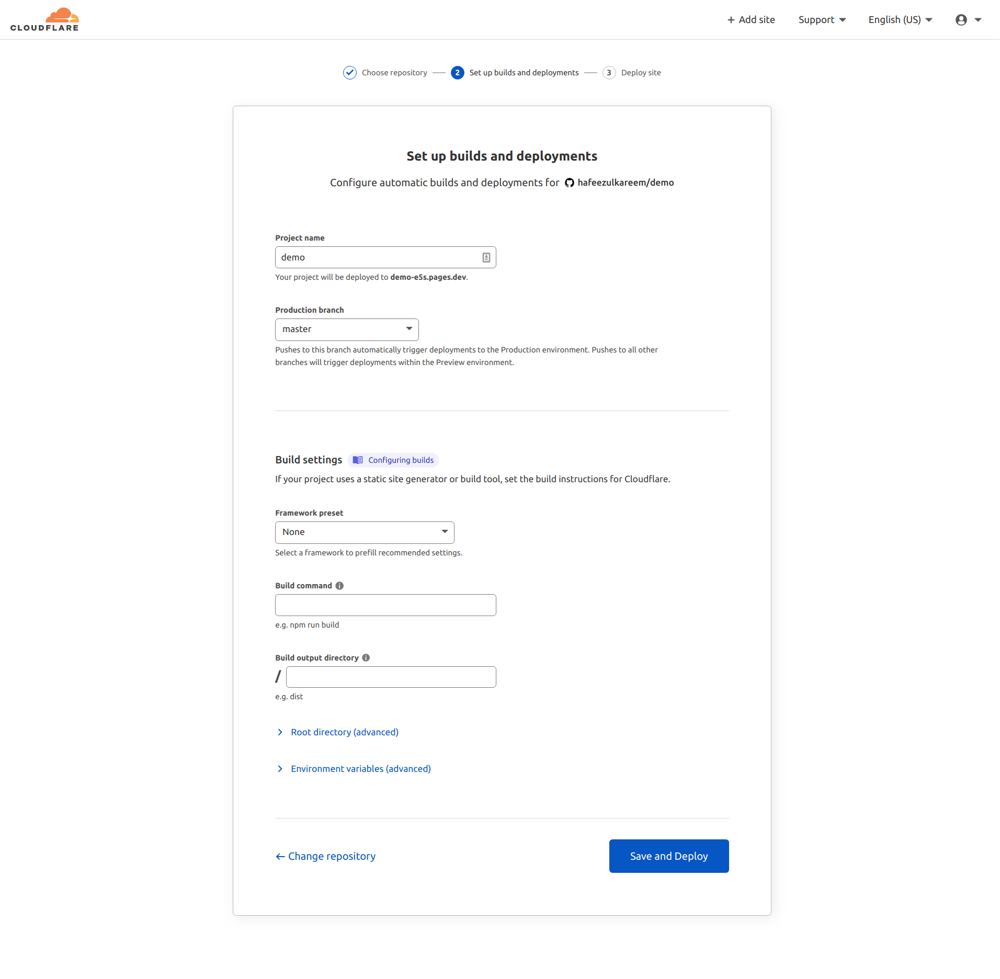 CLOUDFLARE
+ Add site Support English (US)
Choose repository 2 Set up builds and deployments 3 Deploy site
Set up builds and deployments
Configure automatic builds and deployments for hafeezulkareem/demo
Project name
demo
Your project will be deployed to demo-e5s.pages.dev.
Production branch
master
Pushes to this branch automatically trigger deployments to the Production environment. Pushes to all other
branches will trigger deployments within the Preview environment.
Build settings Configuring builds
If your project uses a static site generator or build tool, set the build instructions for Cloudflare.
Framework preset
None
Select a framework to prefill recommended settings.
Build command
e.g. npm run build
Build output directory
/
e.g. dist
Root directory (advanced)
Environment variables (advanced)
← Change repository Save and Deploy